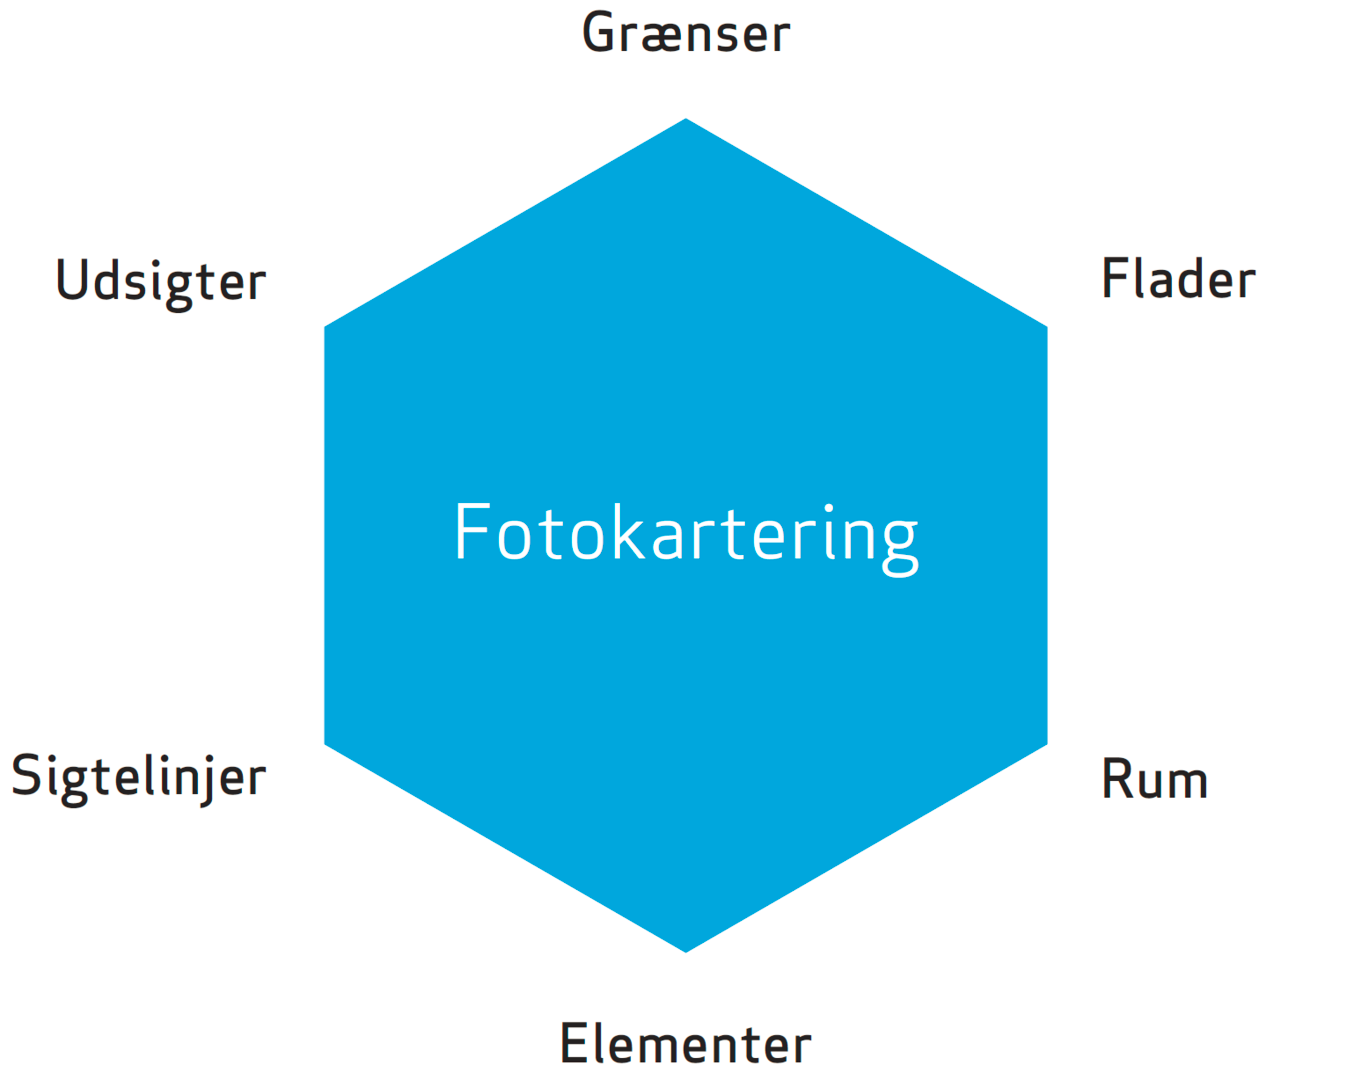 Grænser
Udsigter
Flader
Fotokartering
Sigtelinjer
Rum
Elementer